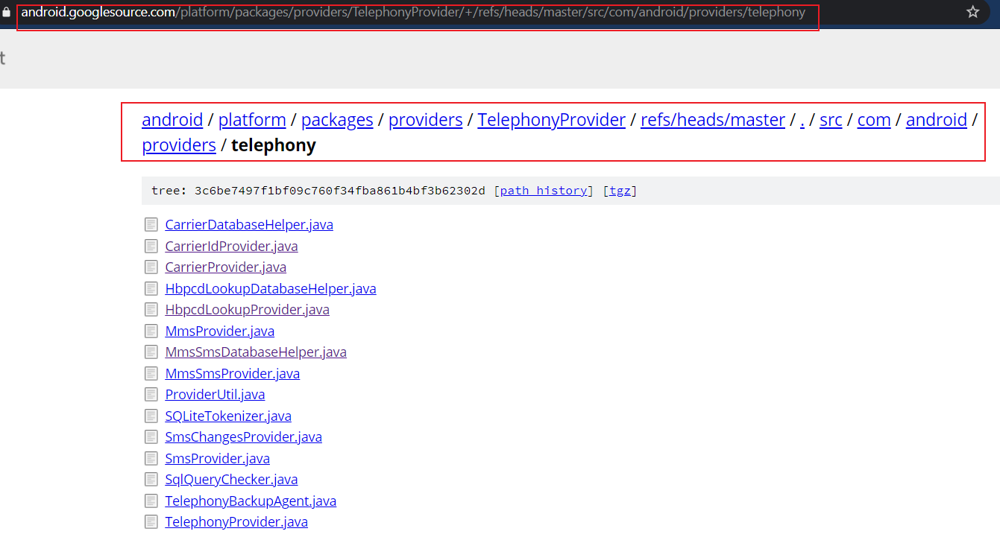 android.googlesource.com/platform/packages/providers/TelephonyProvider/+/refs/heads/master/src/com/android/providers/telephony
t
android / platform / packages / providers / TelephonyProvider / refs/heads/master / . / src / com / android /
providers / telephony
tree: 3c6be7497f1bf09c760f34fba861b4bf3b62302d [path history] [tgz]
CarrierDatabaseHelper.java
CarrierIdProvider.java
CarrierProvider.java
HbpcdLookupDatabaseHelper.java
HbpcdLookupProvider.java
MmsProvider.java
MmsSmsDatabaseHelper.java
MmsSmsProvider.java
ProviderUtil.java
SQLiteTokenizer.java
SmsChangesProvider.java
SmsProvider.java
SqlQueryChecker.java
TelephonyBackupAgent.java
TelephonyProvider.java